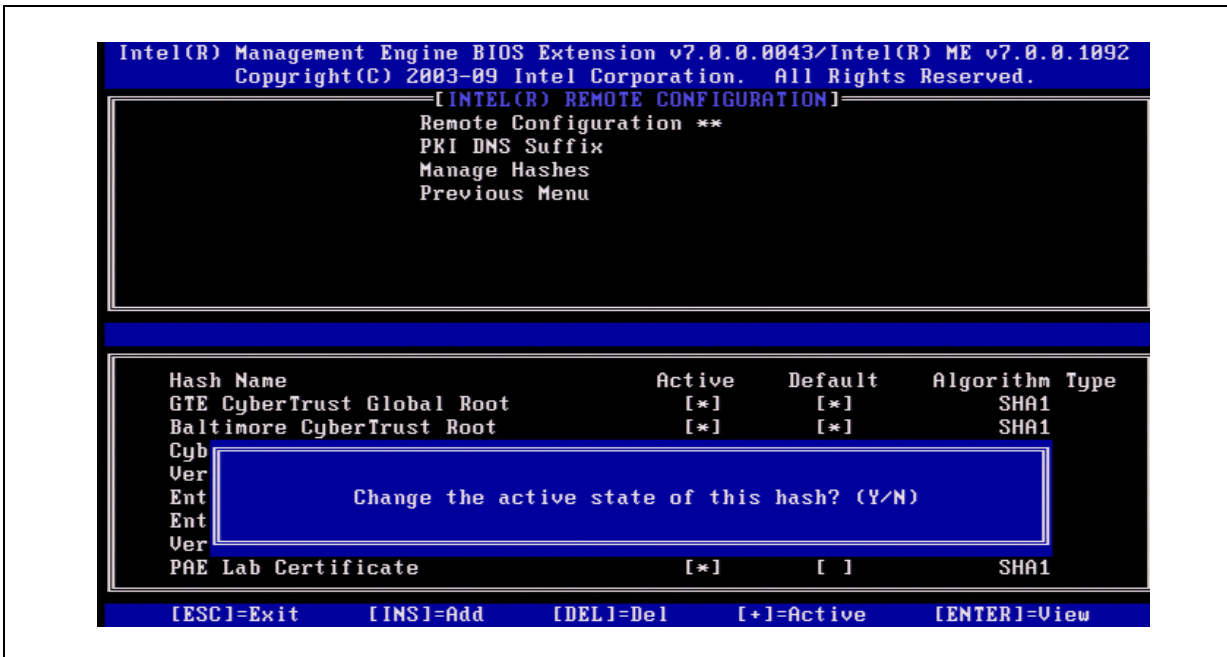 Intel(R) Management Engine BIOS Extension v7.0.0.0043/Intel(R) ME v7.0.0.1092
Copyright(C) 2003-09 Intel Corporation. All Rights Reserved.
[INTEL(R) REMOTE CONFIGURATION]
Remote Configuration **
PKI DNS Suffix
Manage Hashes
Previous Menu
Hash Name Active Default Algorithm Type
GTE CyberTrust Global Root [*] [*] SHA1
Baltimore CyberTrust Root [*] [*] SHA1
Cyb
Ver
Ent
Change the active state of this hash? (Y/N)
Ent
Ver
PAE Lab Certificate [*] [ ] SHA1
[ESC]=Exit [INS]=Add [DEL]=Del [+]=Active [ENTER]=View